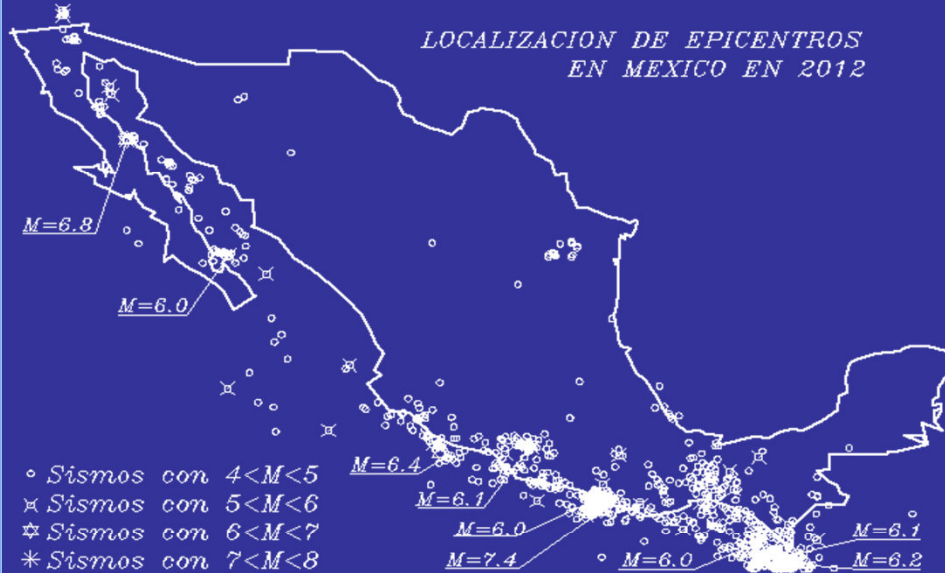 LOCALIZACION DE EPICENTROS
EN MEXICO EN 2012
M=6.8
M=6.0
M=6.4
M=6.1
M=6.0
M=7.4
M=6.0
M=6.1
M=6.2
Sismos con 4<M<5
Sismos con 5<M<6
Sismos con 6<M<7
Sismos con 7<M<8